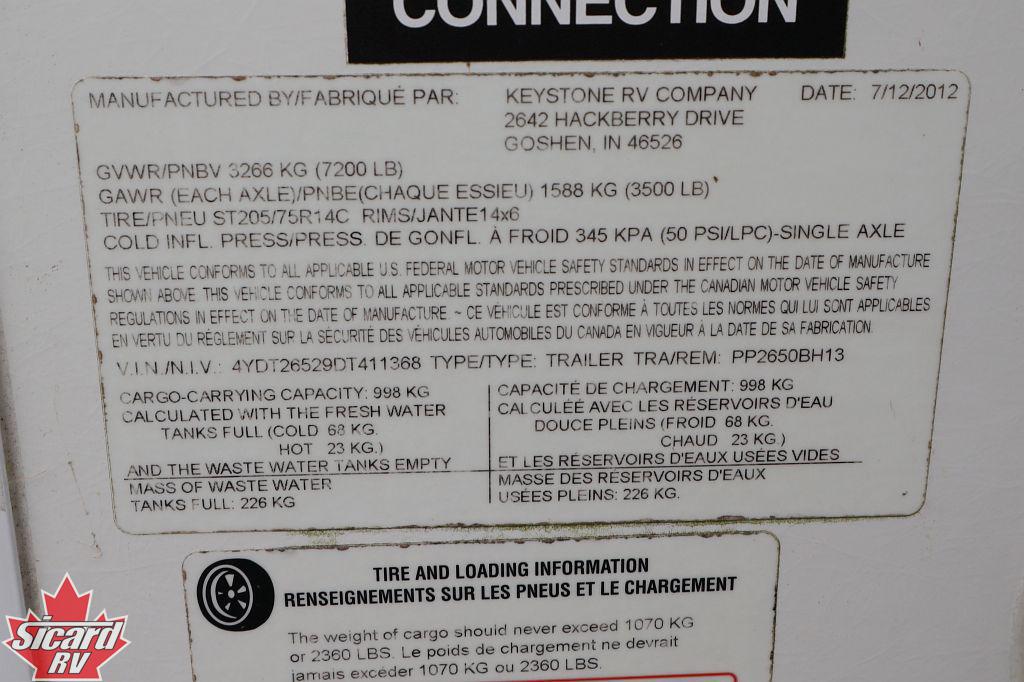 CONNECTION
MANUFACTURED BY/FABRIQUÉ PAR: KEYSTONE RV COMPANY DATE: 7/12/2012
2642 HACKBERRY DRIVE
GOSHEN, IN 46526
GVWR/PNBV 3266 KG (7200 LB)
GAWR (EACH AXLE)/PNBE(CHAQUE ESSIEU) 1588 KG (3500 LB)
TIRE/PNEU ST205/75R14C RIMS/JANTE14x6
COLD INFL. PRESS/PRESS. DE GONFL. À FROID 345 KPA (50 PSI/LPC)-SINGLE AXLE
THIS VEHICLE CONFORMS TO ALL APPLICABLE U.S. FEDERAL MOTOR VEHICLE SAFETY STANDARDS IN EFFECT ON THE DATE OF MANUFACTURE
SHOWN ABOVE. THIS VEHICLE CONFORMS TO ALL APPLICABLE STANDARDS PRESCRIBED UNDER THE CANADIAN MOTOR VEHICLE SAFETY
REGULATIONS IN EFFECT ON THE DATE OF MANUFACTURE. ~ CE VÉHICULE EST CONFORME À TOUTES LES NORMES QUI LUI SONT APPLICABLES
EN VERTU DU RÉGLEMENT SUR LA SÉCURITÉ DES VÉHICULES AUTOMOBILES DU CANADA EN VIGUEUR À LA DATE DE SA FABRICATION.
V.I.N./N.I.V.: 4YDT26529DT411368 TYPE/TYPE: TRAILER TRA/REM: PP2650BH13
CARGO-CARRYING CAPACITY: 998 KG
CALCULATED WITH THE FRESH WATER
TANKS FULL (COLD 68 KG.
HOT 23 KG.)
AND THE WASTE WATER TANKS EMPTY
MASS OF WASTE WATER
TANKS FULL: 226 KG
CAPACITÉ DE CHARGEMENT: 998 KG
CALCULÉE AVEC LES RÉSERVOIRS D'EAU
DOUCE PLEINS (FROID 68 KG.
CHAUD 23 KG.)
ET LES RÉSERVOIRS D'EAUX USÉES VIDES
MASSE DES RÉSERVOIRS D'EAUX
USÉES PLEINS: 226 KG.
TIRE AND LOADING INFORMATION
RENSEIGNEMENTS SUR LES PNEUS ET LE CHARGEMENT
The weight of cargo should never exceed 1070 KG
or 2360 LBS. Le poids de chargement ne devrait
jamais excéder 1070 KG ou 2360 LBS.
Sicard
RV